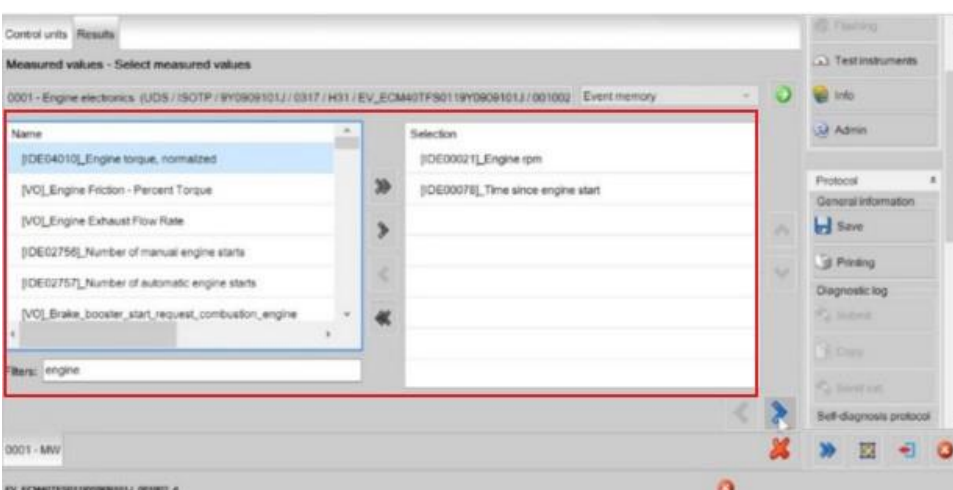 Flashing
Control units Results
Measured values - Select measured values
Test instruments
0001 - Engine electronics (UDS / ISOTP / 9Y0909101J / 0317 / H31 / EV_ECM40TFS0119Y0909101J / 001002 Event memory
Info
Admin
Name
[IDE04010]_Engine torque, normalized
[VO]_Engine Friction - Percent Torque
[VO]_Engine Exhaust Flow Rate
[IDE02756]_Number of manual engine starts
[IDE02757]_Number of automatic engine starts
[VO]_Brake_booster_start_request_combustion_engine
Filters: engine
Selection
[IDE00021]_Engine rpm
[IDE00078]_Time since engine start
Protocol
General information
Save
Printing
Diagnostic log
Submit
Copy
Self-diagnosis protocol
0001 - MW